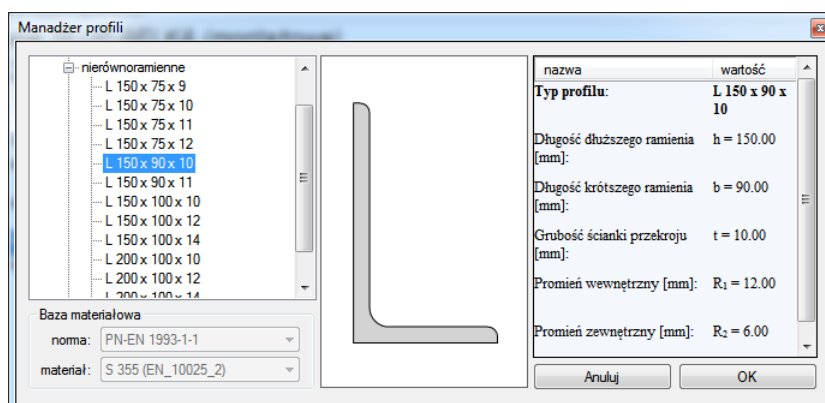 Manadżer profili
nierównoramienne
L 150 x 75 x 9
L 150 x 75 x 10
L 150 x 75 x 11
L 150 x 75 x 12
L 150 x 90 x 10
L 150 x 90 x 11
L 150 x 100 x 10
L 150 x 100 x 12
L 150 x 100 x 14
L 200 x 100 x 10
L 200 x 100 x 12
L 200 x 100 x 14
Baza materiałowa
norma: PN-EN 1993-1-1
materiał: S 355 (EN_10025_2)
nazwa wartość
Typ profilu: L 150 x 90 x
10
Długość dłuższego ramienia h = 150.00
[mm]:
Długość krótszego ramienia b = 90.00
[mm]:
Grubość ścianki przekroju t = 10.00
[mm]:
Promień wewnętrzny [mm]: R₁ = 12.00
Promień zewnętrzny [mm]: R₂ = 6.00
Anuluj OK